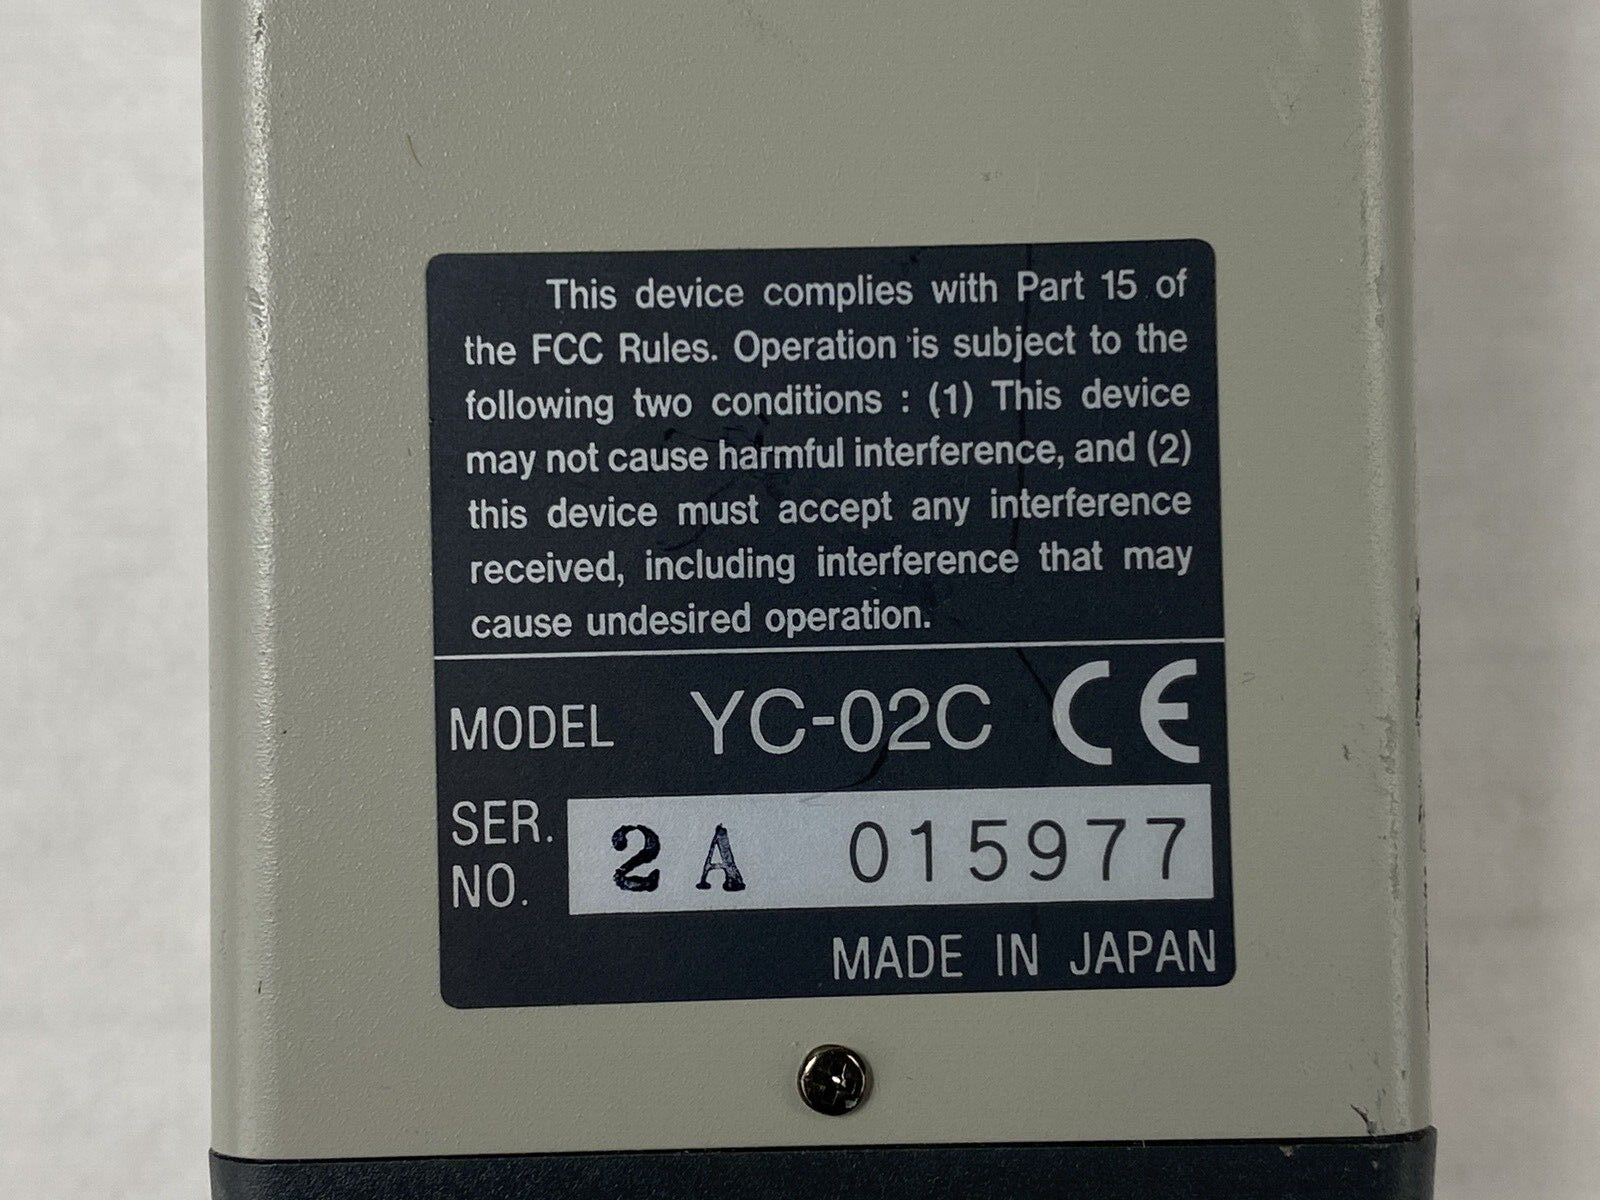 This device complies with Part 15 of
the FCC Rules. Operation is subject to the
following two conditions : (1) This device
may not cause harmful interference, and (2)
this device must accept any interference
received, including interference that may
cause undesired operation.
MODEL YC-02C CE
SER. NO. 2 A 015977
MADE IN JAPAN